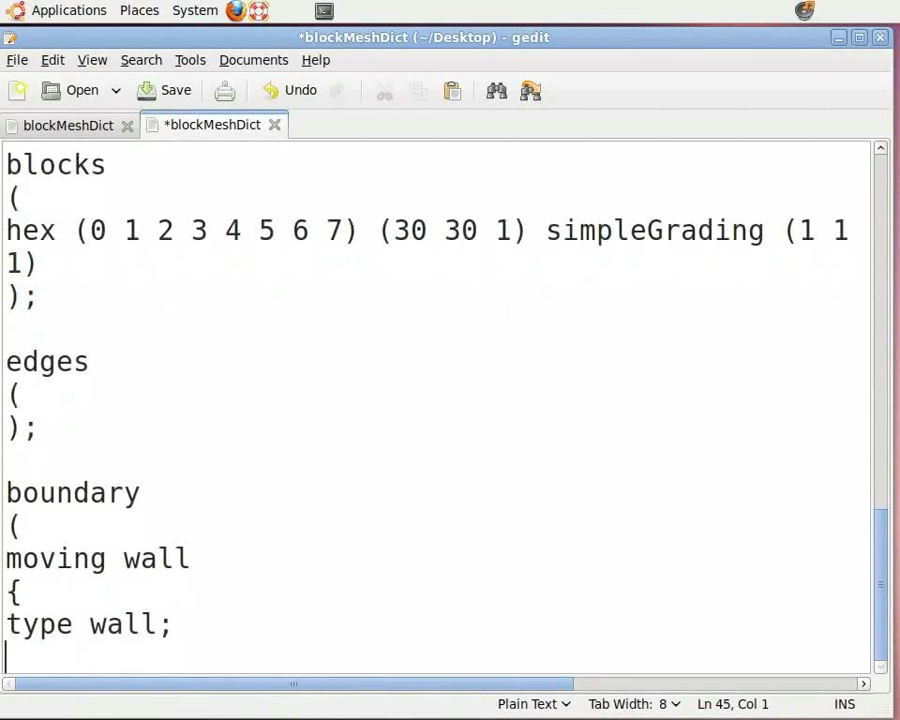 Applications Places System
*blockMeshDict (~/Desktop) - gedit
File Edit View Search Tools Documents Help
Open Save Undo
blockMeshDict *blockMeshDict
blocks
(
hex (0 1 2 3 4 5 6 7) (30 30 1) simpleGrading (1 1
1)
);
edges
(
);
boundary
(
moving wall
{
type wall;
Plain Text Tab Width: 8 Ln 45, Col 1 INS